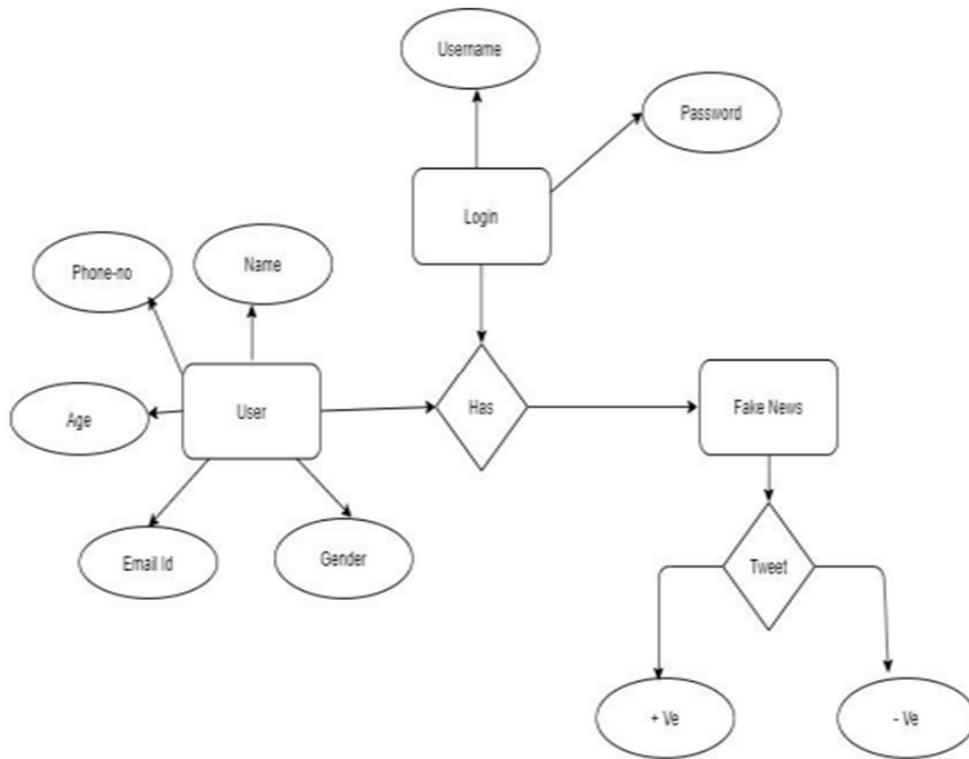 Username
Password
Login
Phone-no
Name
Age
User
Has
Fake News
Email Id
Gender
Tweet
+ Ve
- Ve